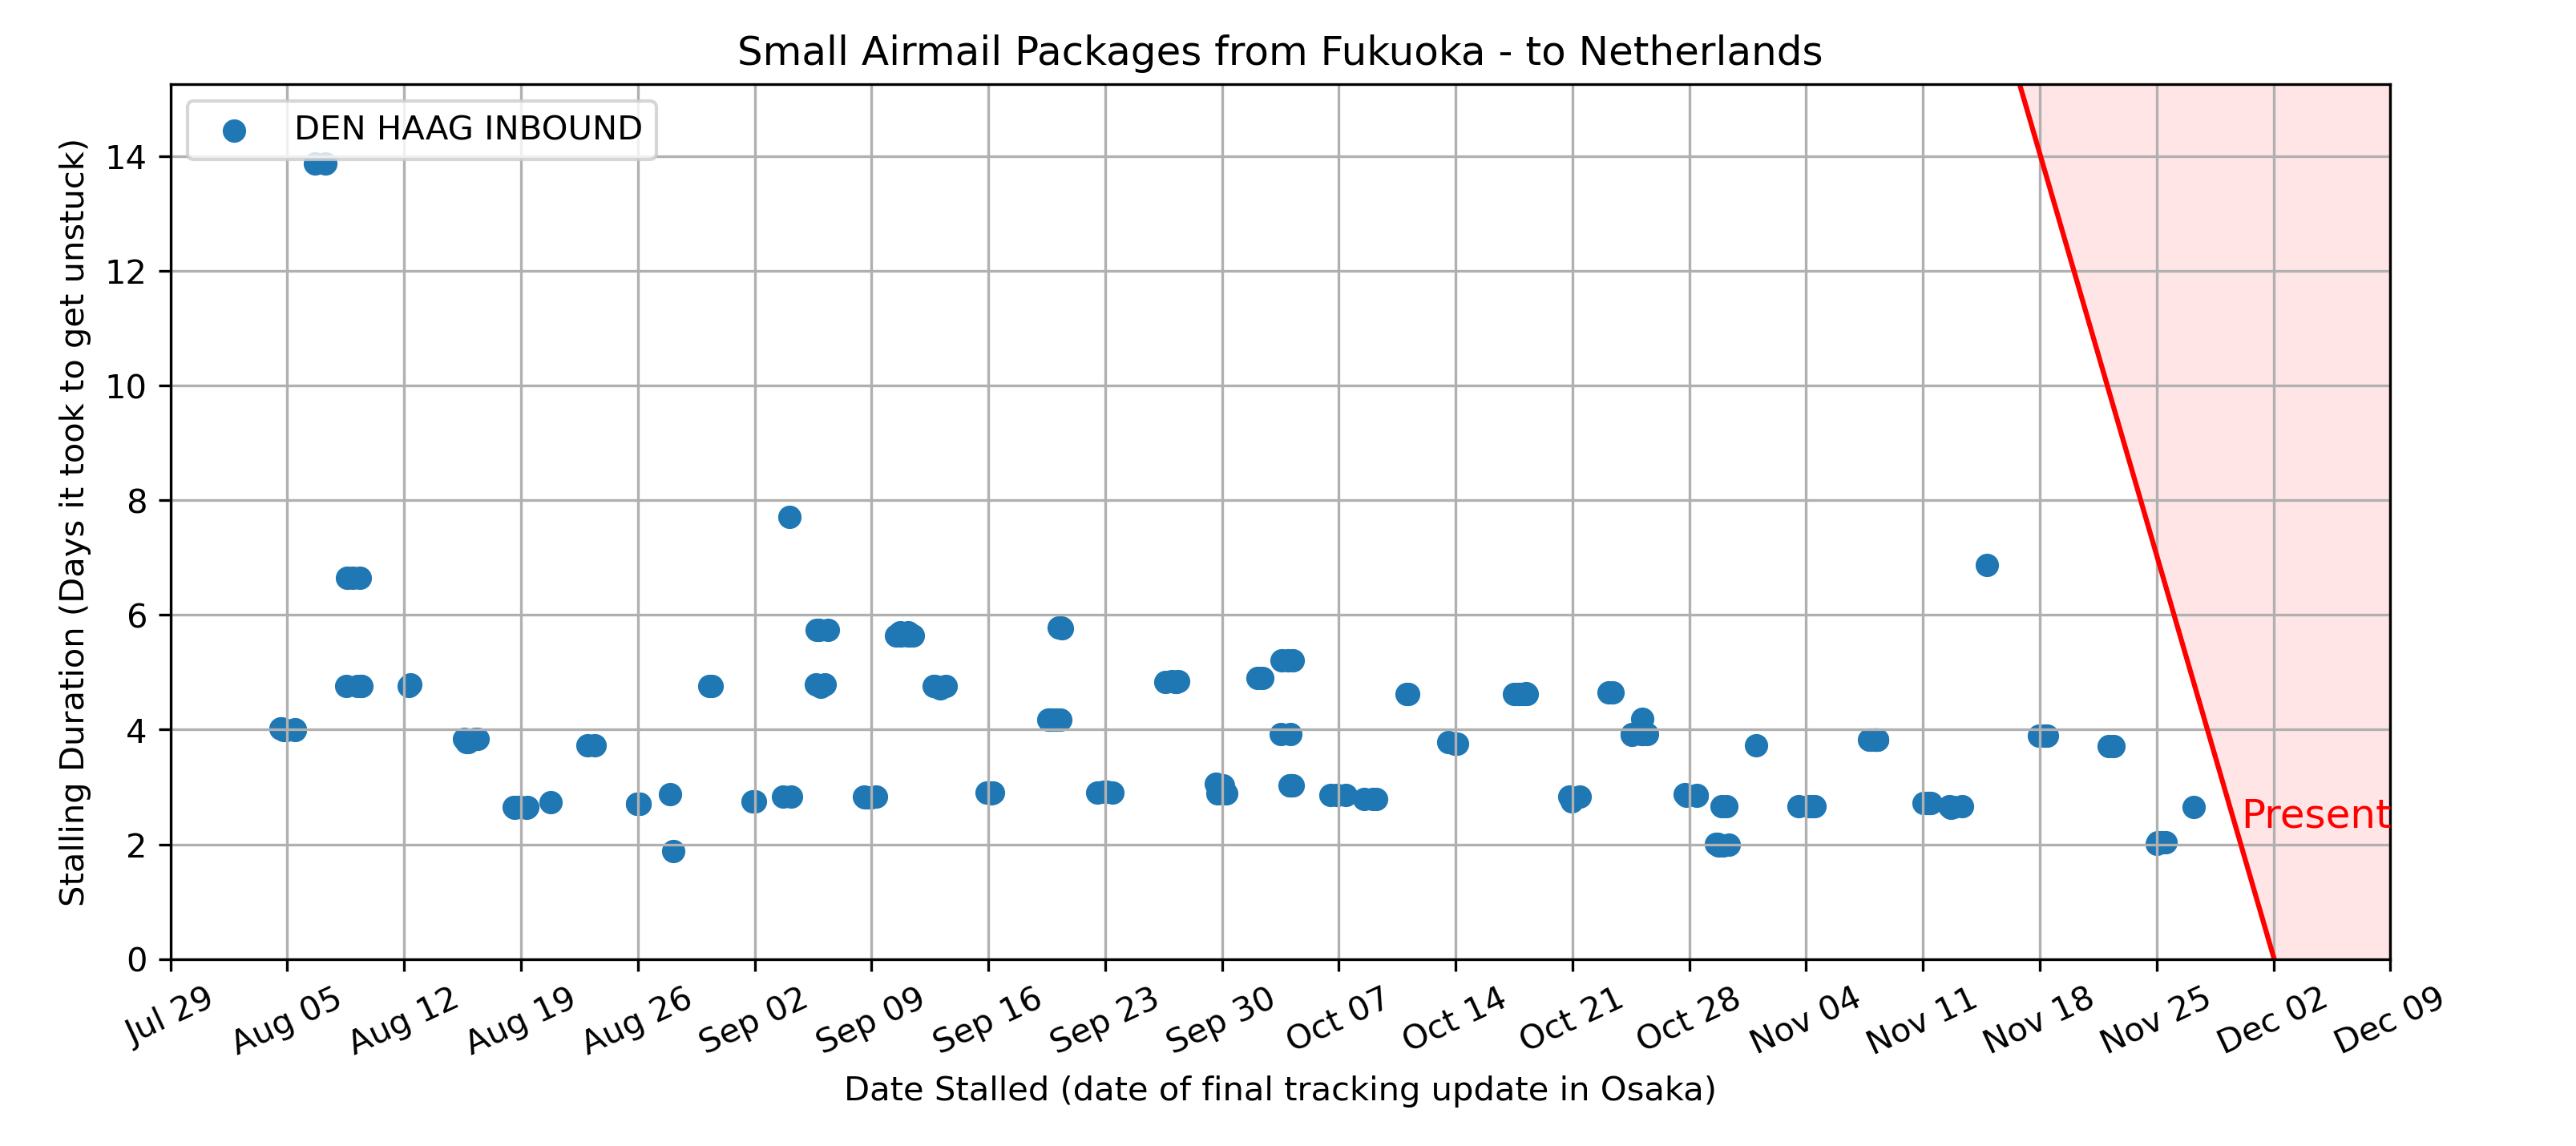 Small Airmail Packages from Fukuoka - to Netherlands
DEN HAAG INBOUND
Stalling Duration (Days it took to get unstuck)
14
12
10
8
6
4
2
0
Present
Jul 29
Aug 05
Aug 12
Aug 19
Aug 26
Sep 02
Sep 09
Sep 16
Sep 23
Sep 30
Oct 07
Oct 14
Oct 21
Oct 28
Nov 04
Nov 11
Nov 18
Nov 25
Dec 02
Dec 09
Date Stalled (date of final tracking update in Osaka)